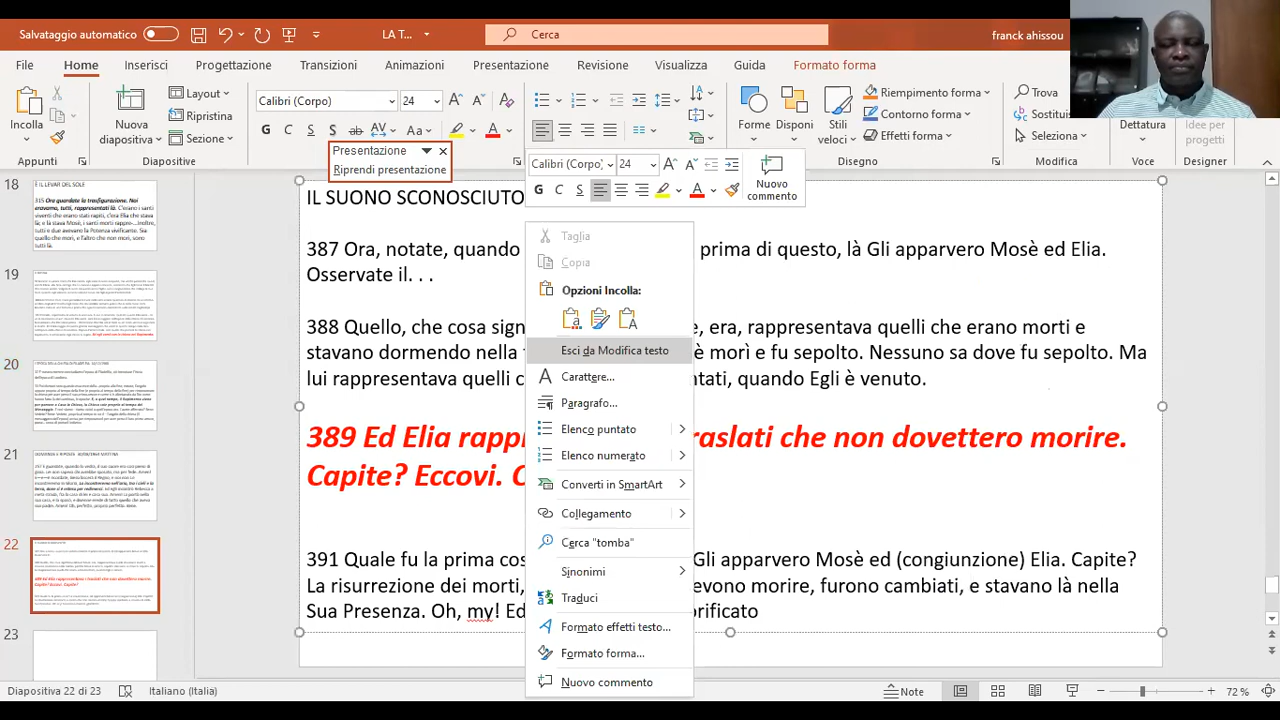 Salvataggio automatico
LA T...
Cerca
franck ahissou
File Home Inserisci Progettazione Transizioni Animazioni Presentazione Revisione Visualizza Guida Formato forma
Incolla
Nuova
diapositiva
Layout
Ripristina
Sezione
Calibri (Corpo) 24
G C S S ab AV Aa A
Forme Disponi Stili
veloci
Riempimento forma
Contorno forma
Effetti forma
Trova
Sostituisci
Seleziona
Dettatura
Idee per
progettazione
Appunti Diapositive Disegno Modifica Voce Designer
Presentazione
Riprendi presentazione
Calibri (Corpo) 24
G C S
Nuovo
commento
18
È IL LEVAR DEL SOLE
19
20
21
22
23
IL SUONO SCONOSCIUTO
387 Ora, notate, quando prima di questo, là Gli apparvero Mosè ed Elia.
Osservate il. . .
388 Quello, che cosa sign e, era, rappresentava quelli che erano morti e
stavano dormendo nella è morì e fu sepolto. Nessuno sa dove fu sepolto. Ma
lui rappresentava quelli c ntati, quando Egli è venuto.
389 Ed Elia rapp raslati che non dovettero morire.
Capite? Eccovi. C
391 Quale fu la prima cos Gli apparvero Mosè ed (congiunzione) Elia. Capite?
La risurrezione dei morti, evono morire, furono cambiati, e stavano là nella
Sua Presenza. Oh, my! Ed orificato
Taglia
Copia
Opzioni Incolla:
Esci da Modifica testo
Carattere...
Paragrafo...
Elenco puntato
Elenco numerato
Converti in SmartArt
Collegamento
Cerca "tomba"
Sinonimi
Traduci
Formato effetti testo...
Formato forma...
Nuovo commento
Diapositiva 22 di 23
Italiano (Italia)
Note
72 %